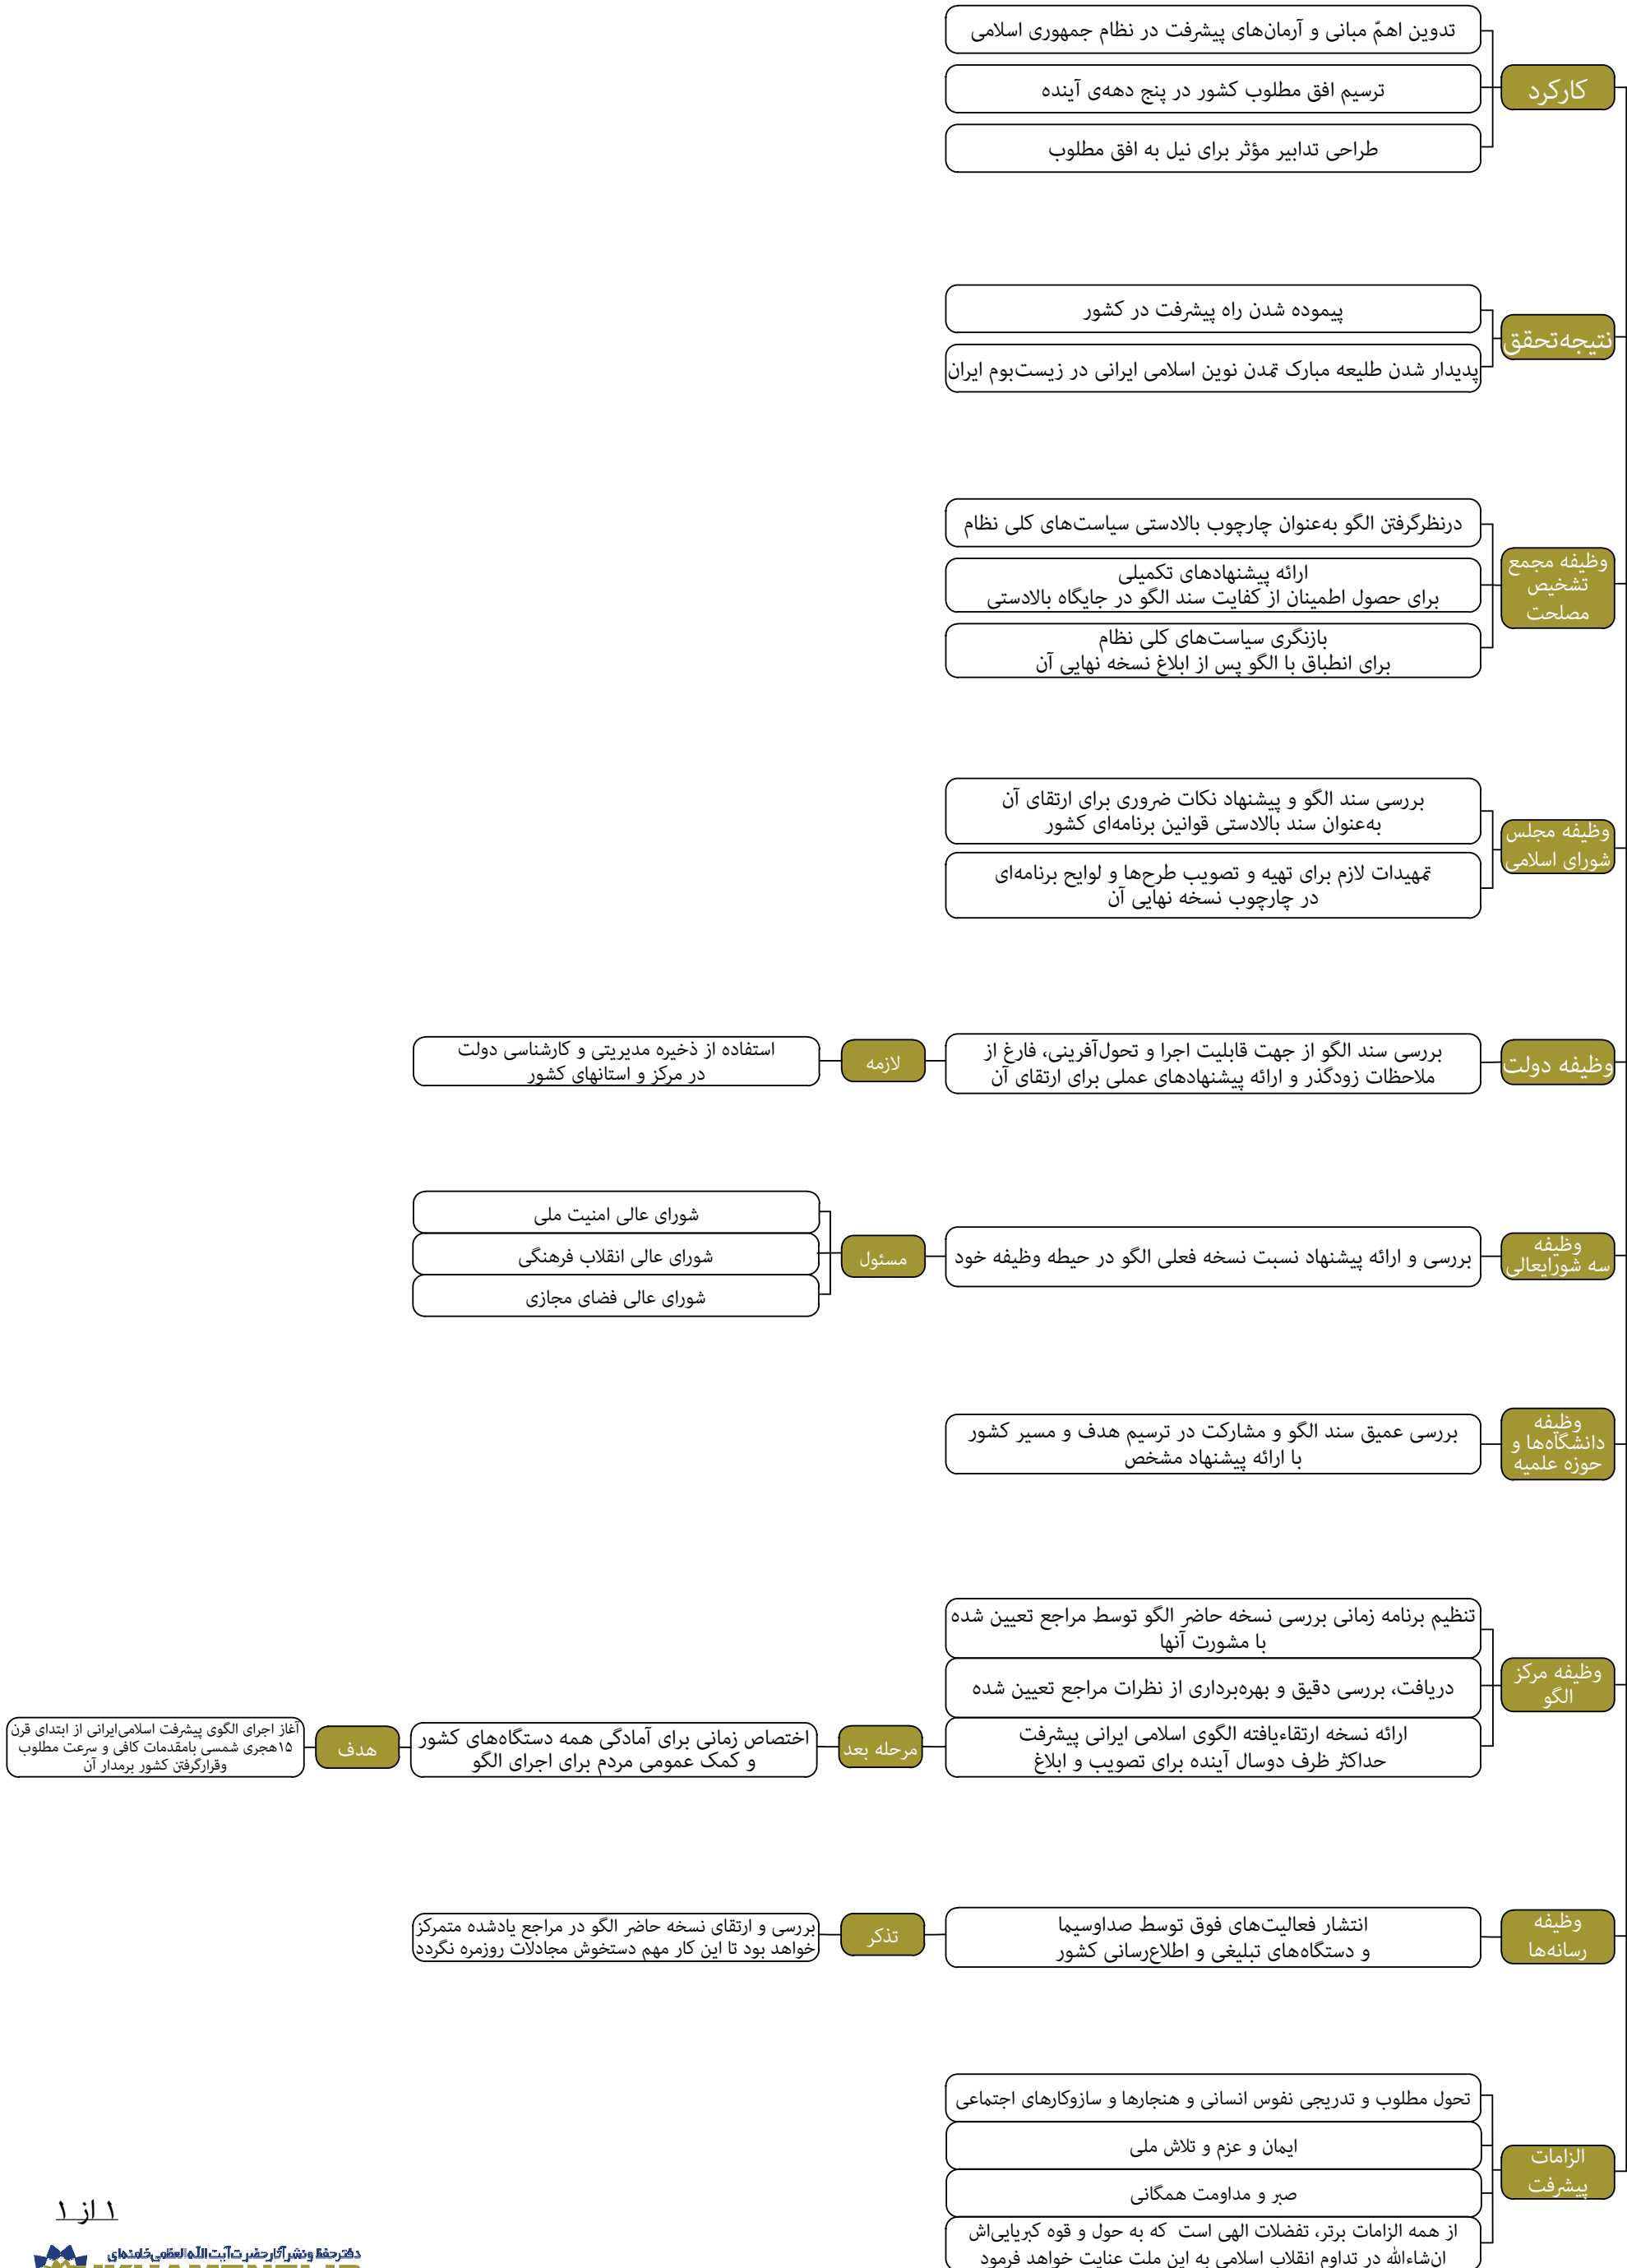 کارکرد
تدوین اهمّ مبانی و آرمان‌های پیشرفت در نظام جمهوری اسلامی
ترسیم افق مطلوب کشور در پنج دهه‌ی آینده
طراحی تدابیر مؤثر برای نیل به افق مطلوب
نتیجه‌تحقق
پیموده شدن راه پیشرفت در کشور
پدیدار شدن طلیعه مبارک تمدن نوین اسلامی ایرانی در زیست‌بوم ایران
وظیفه مجمع
تشخیص
مصلحت
درنظرگرفتن الگو به‌عنوان چارچوب بالادستی سیاست‌های کلی نظام
ارائه پیشنهادهای تکمیلی
برای حصول اطمینان از کفایت سند الگو در جایگاه بالادستی
بازنگری سیاست‌های کلی نظام
برای انطباق با الگو پس از ابلاغ نسخه نهایی آن
وظیفه مجلس
شورای اسلامی
بررسی سند الگو و پیشنهاد نکات ضروری برای ارتقای آن
به‌عنوان سند بالادستی قوانین برنامه‌ای کشور
تمهیدات لازم برای تهیه و تصویب طرح‌ها و لوایح برنامه‌ای
در چارچوب نسخه نهایی آن
وظیفه دولت
بررسی سند الگو از جهت قابلیت اجرا و تحول‌آفرینی، فارغ از
ملاحظات زودگذر و ارائه پیشنهادهای عملی برای ارتقای آن
لازمه
استفاده از ذخیره مدیریتی و کارشناسی دولت
در مرکز و استانهای کشور
وظیفه
سه شورایعالی
بررسی و ارائه پیشنهاد نسبت نسخه فعلی الگو در حیطه وظیفه خود
مسئول
شورای عالی امنیت ملی
شورای عالی انقلاب فرهنگی
شورای عالی فضای مجازی
وظیفه
دانشگاه‌ها و
حوزه علمیه
بررسی عمیق سند الگو و مشارکت در ترسیم هدف و مسیر کشور
با ارائه پیشنهاد مشخص
وظیفه مرکز
الگو
تنظیم برنامه زمانی بررسی نسخه حاضر الگو توسط مراجع تعیین شده
با مشورت آنها
دریافت، بررسی دقیق و بهره‌برداری از نظرات مراجع تعیین شده
ارائه نسخه ارتقاءیافته الگوی اسلامی ایرانی پیشرفت
حداکثر ظرف دوسال آینده برای تصویب و ابلاغ
مرحله بعد
اختصاص زمانی برای آمادگی همه دستگاه‌های کشور
و کمک عمومی مردم برای اجرای الگو
هدف
آغاز اجرای الگوی پیشرفت اسلامی‌ایرانی از ابتدای قرن
۱۵هجری شمسی بامقدمات کافی و سرعت مطلوب
وقرارگرفتن کشور برمدار آن
وظیفه
رسانه‌ها
انتشار فعالیت‌های فوق توسط صداوسیما
و دستگاه‌های تبلیغی و اطلاع‌رسانی کشور
تذکر
بررسی و ارتقای نسخه حاضر الگو در مراجع یادشده متمرکز
خواهد بود تا این کار مهم دستخوش مجادلات روزمره نگردد
الزامات
پیشرفت
تحول مطلوب و تدریجی نفوس انسانی و هنجارها و سازوکارهای اجتماعی
ایمان و عزم و تلاش ملی
صبر و مداومت همگانی
از همه الزامات برتر، تفضلات الهی است که به حول و قوه کبریایی‌اش
ان‌شاءالله در تداوم انقلاب اسلامی به این ملت عنایت خواهد فرمود
۱ از ۱
دفتر حفظ و نشر آثار حضرت آیت‌الله العظمی خامنه‌ای